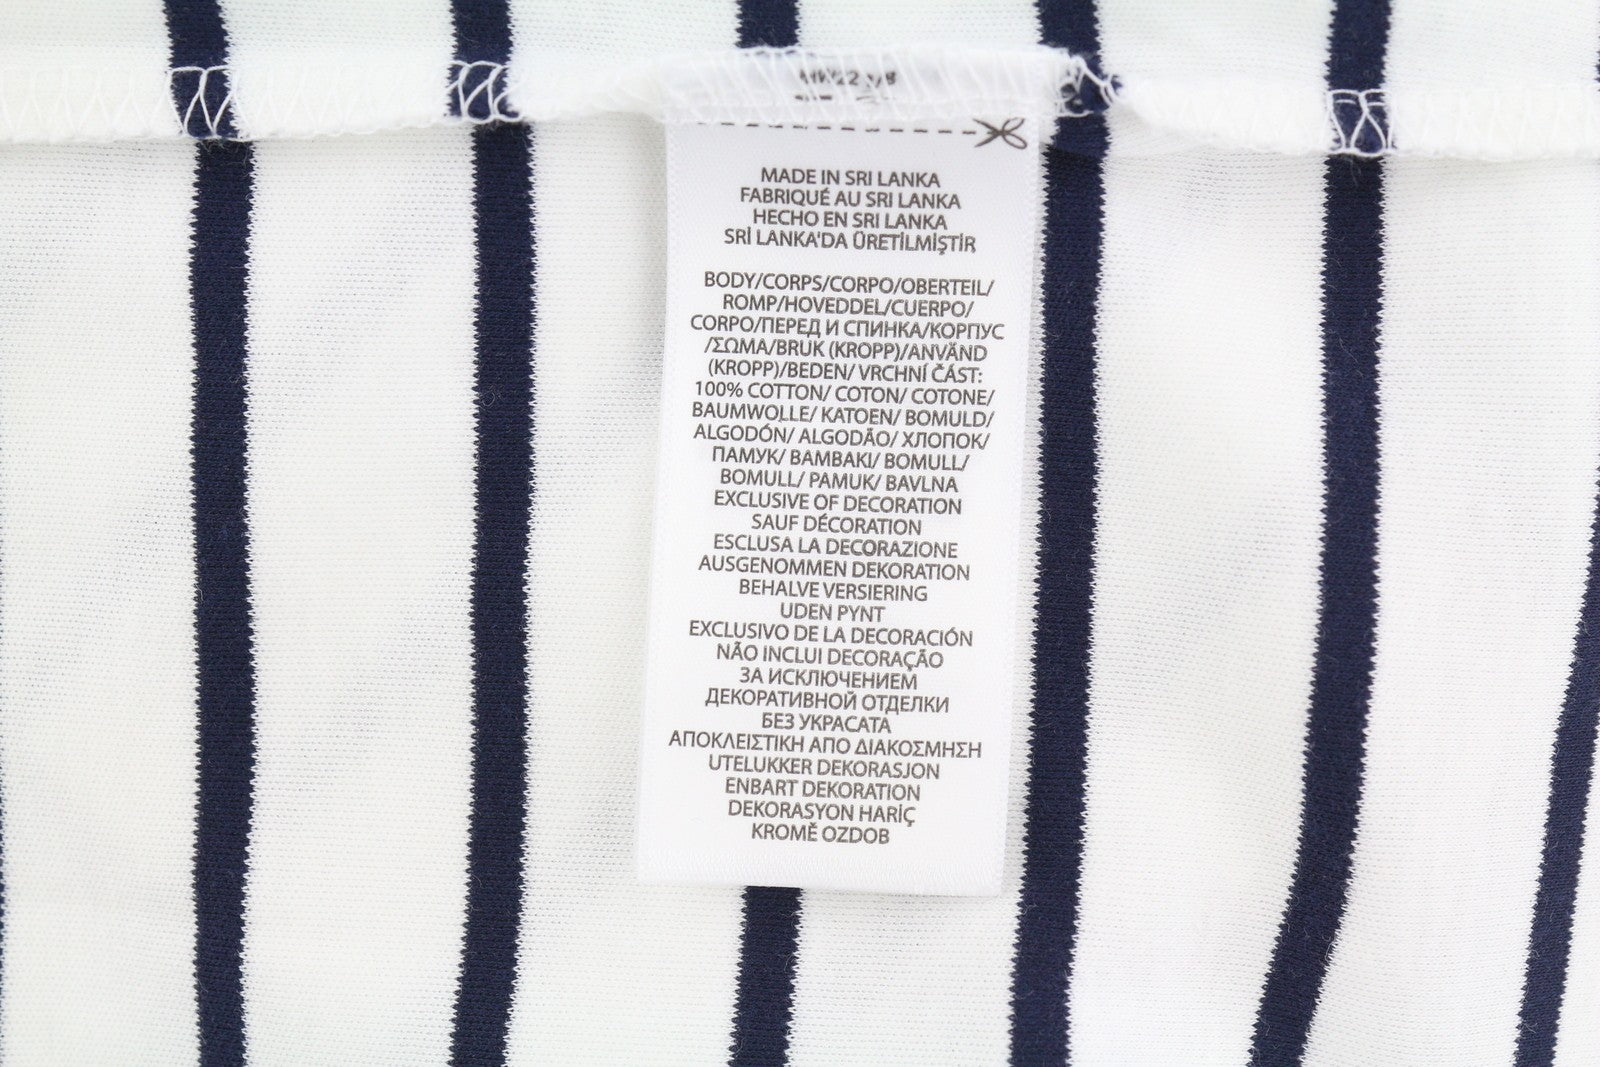 MADE IN SRI LANKA
FABRIQUÉ AU SRI LANKA
HECHO EN SRI LANKA
SRİ LANKA'DA ÜRETİLMİŞTİR
BODY/CORPS/CORPO/OBERTEIL/
ROMP/HOVEDDEL/CUERPO/
CORPO/ПЕРЕД И СПИНКА/КОРПУС
/ΣΩΜΑ/BRUK (KROPP)/ANVÄND
(KROPP)/BEDEN/ VRCHNÍ ČÁST:
100% COTTON/ COTON/ COTONE/
BAUMWOLLE/ KATOEN/ BOMULD/
ALGODÓN/ ALGODÃO/ ХЛОПОК/
ПАМУК/ BAMBAKI/ BOMULL/
BOMULL/ PAMUK/ BAVLNA
EXCLUSIVE OF DECORATION
SAUF DÉCORATION
ESCLUSA LA DECORAZIONE
AUSGENOMMEN DEKORATION
BEHALVE VERSIERING
UDEN PYNT
EXCLUSIVO DE LA DECORACIÓN
NÃO INCLUI DECORAÇÃO
ЗА ИСКЛЮЧЕНИЕМ
ДЕКОРАТИВНОЙ ОТДЕЛКИ
БЕЗ УКРАСАТА
ΑΠΟΚΛΕΙΣΤΙΚΗ ΑΠΟ ΔΙΑΚΟΣΜΗΣΗ
UTELUKKER DEKORASJON
ENBART DEKORATION
DEKORASYON HARİÇ
KROMĚ OZDOB